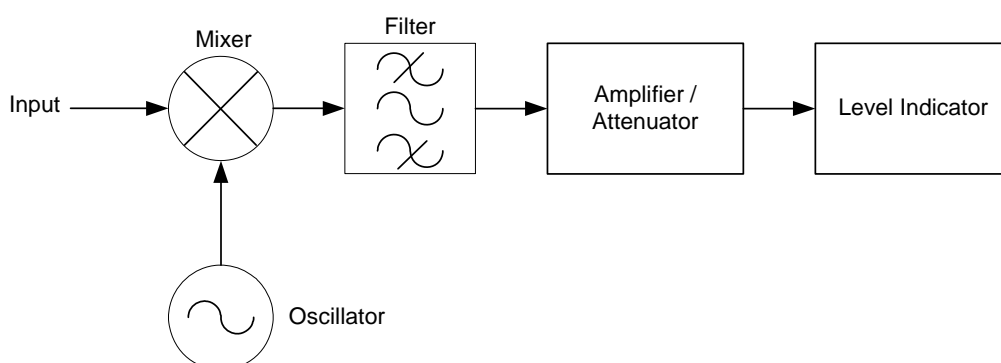 Mixer
Filter
Input
Amplifier /
Attenuator
Level Indicator
Oscillator